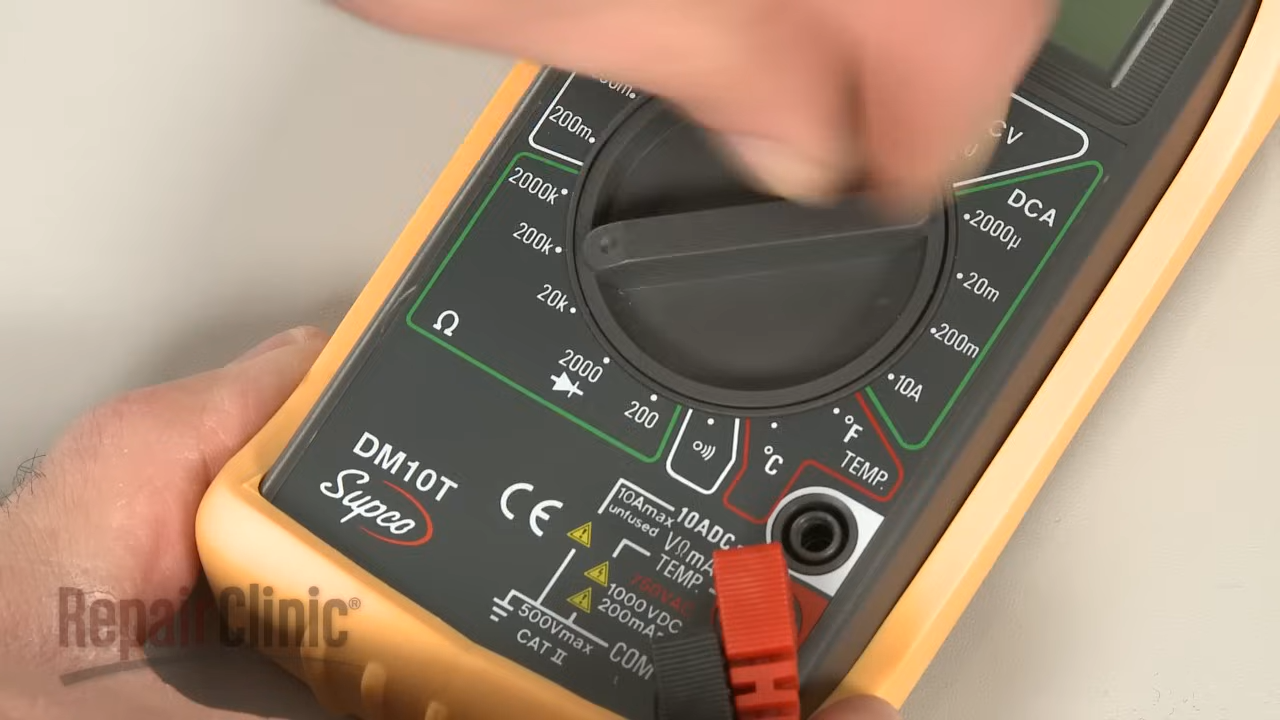 200m
2000k
200k
20k
Ω
2000
200
CV
DCA
2000µ
20m
200m
10A
°F
TEMP.
°C
DM10T
Supco
CE
10Amax
unfused
10ADC
VΩmA
TEMP.
750VAC
1000VDC
200mA
500Vmax
CAT II
COM
RepairClinic®